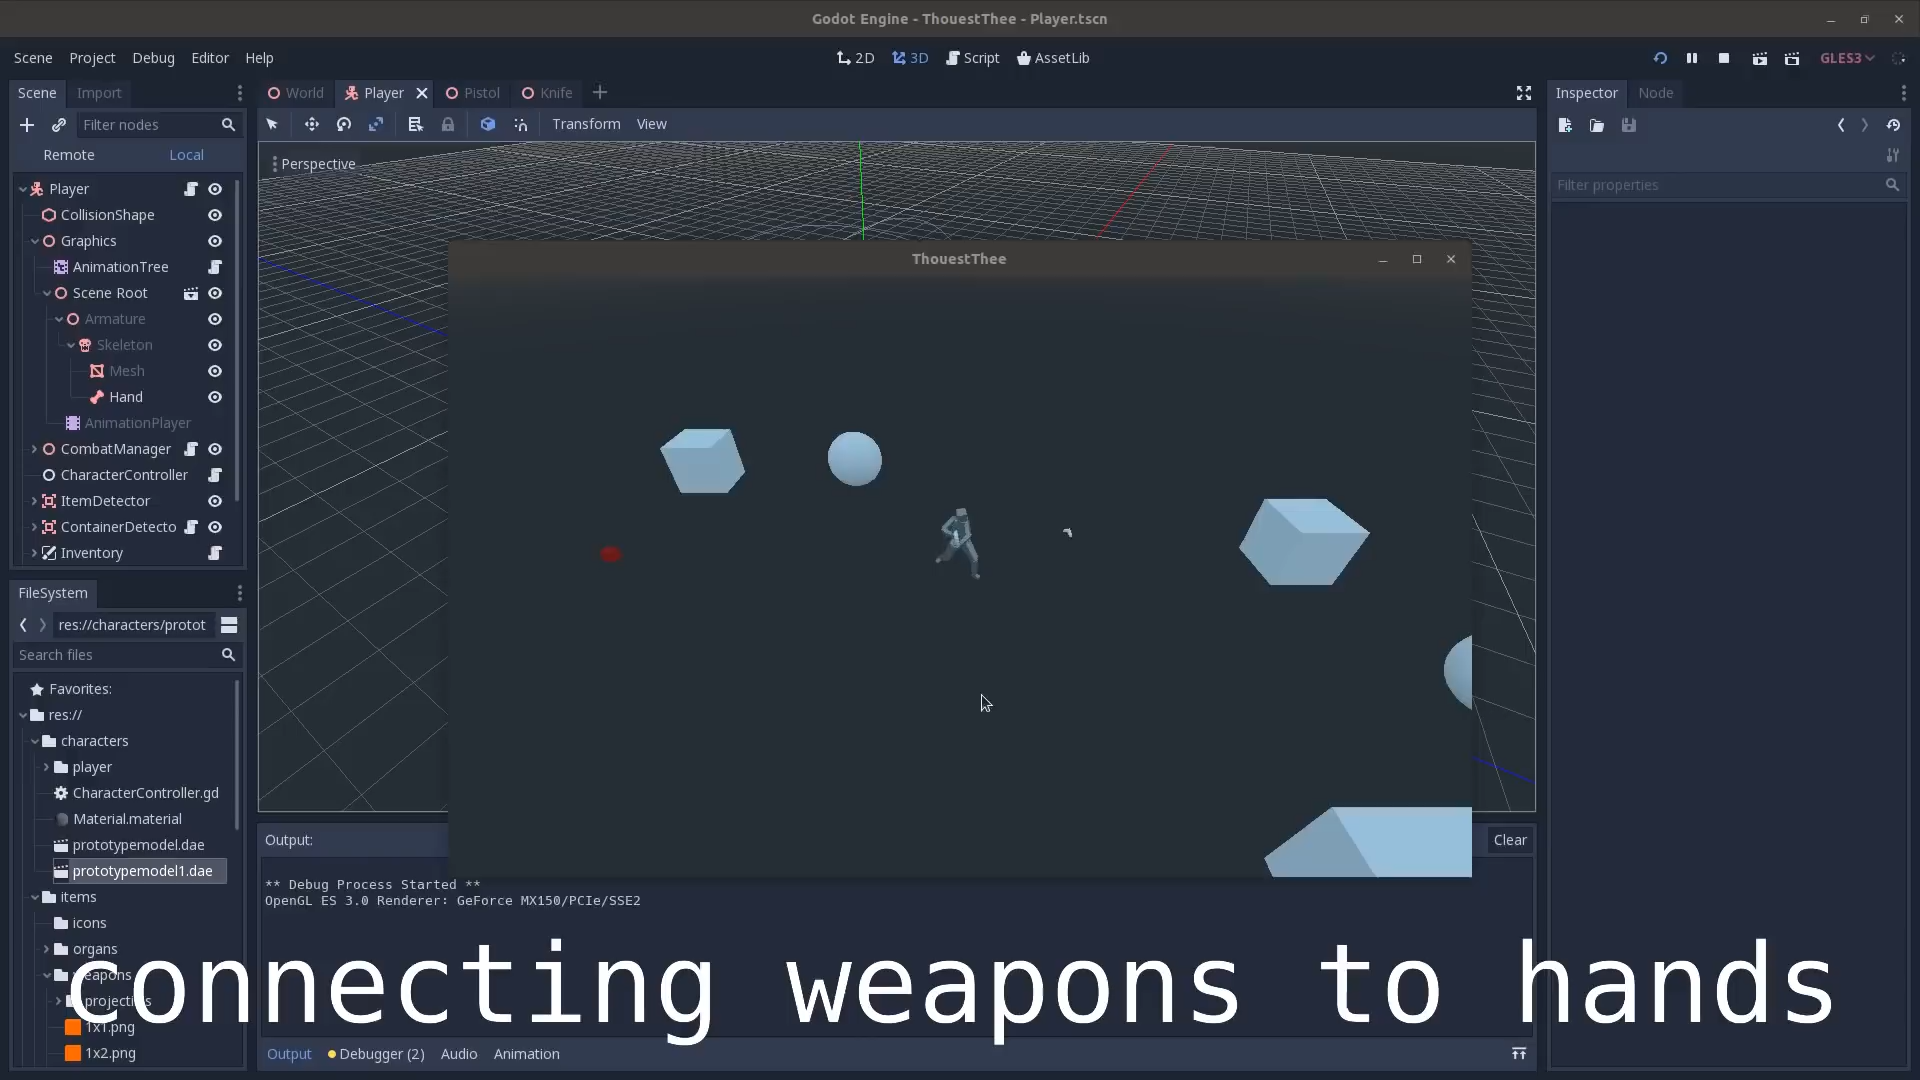 Godot Engine - ThouestThee - Player.tscn
Scene Project Debug Editor Help
2D 3D Script AssetLib
GLES3
Scene Import
World Player Pistol Knife
Inspector Node
Filter nodes
Transform View
Remote Local
Perspective
Filter properties
Player
CollisionShape
Graphics
AnimationTree
Scene Root
Armature
Skeleton
Mesh
Hand
AnimationPlayer
CombatManager
CharacterController
ItemDetector
ContainerDetecto
Inventory
ThouestThee
FileSystem
res://characters/protot
Search files
Favorites:
res://
characters
player
CharacterController.gd
Material.material
prototypemodel.dae
prototypemodel1.dae
items
icons
organs
weapons
1x1.png
1x2.png
Output:
Clear
** Debug Process Started **
OpenGL ES 3.0 Renderer: GeForce MX150/PCIe/SSE2
connecting weapons to hands
Output Debugger (2) Audio Animation